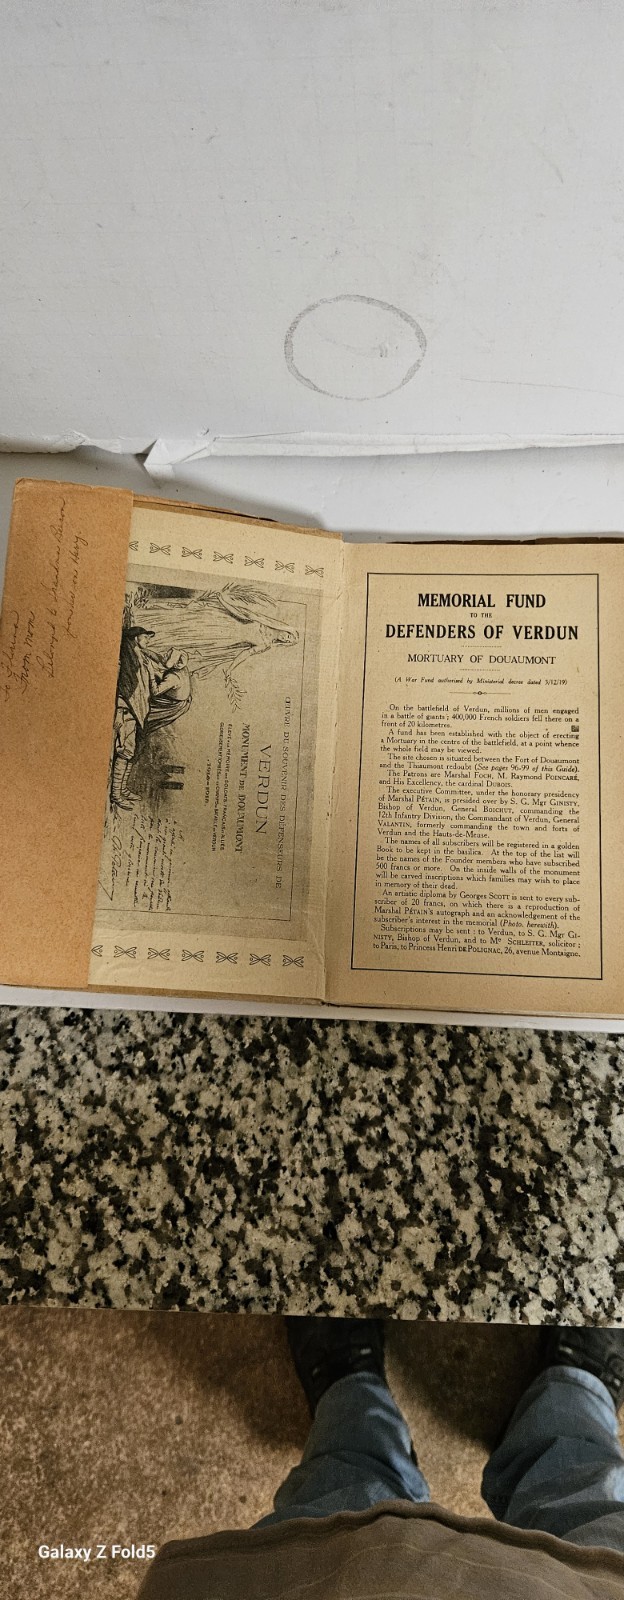 to Edwina
from mom
Belonged to
ŒUVRE DU SOUVENIR DES DÉFENSEURS DE
VERDUN
MONUMENT DE DOUAUMONT
MEMORIAL FUND
TO THE
DEFENDERS OF VERDUN
MORTUARY OF DOUAUMONT
(A War Fund authorised by Ministerial decree dated 5/12/19)
On the battlefield of Verdun, millions of men engaged
in a battle of giants; 400,000 French soldiers fell there on a
front of 20 kilometres.
A fund has been established with the object of erecting
a Mortuary in the centre of the battlefield, at a point whence
the whole field may be viewed.
The site chosen is situated between the Fort of Douaumont
and the Thiaumont redoubt (See pages 96-99 of this Guide).
The Patrons are Marshal FOCH, M. Raymond POINCARÉ,
and His Excellency, the cardinal DUBOIS.
The executive Committee, under the honorary presidency
of Marshal PÉTAIN, is presided over by S. G. Mgr GINISTY,
Bishop of Verdun, General BOICHUT, commanding the
12th Infantry Division, the Commandant of Verdun, General
VALANTIN, formerly commanding the town and forts of
Verdun and the Hauts-de-Meuse.
The names of all subscribers will be registered in a golden
Book to be kept in the basilica. At the top of the list will
be the names of the Founder members who have subscribed
500 francs or more. On the inside walls of the monument
will be carved inscriptions which families may wish to place
in memory of their dead.
An artistic diploma by Georges SCOTT is sent to every sub-
scriber of 20 francs, on which there is a reproduction of
Marshal PÉTAIN'S autograph and an acknowledgement of the
subscriber's interest in the memorial (Photo. herewith).
Subscriptions may be sent: to Verdun, to S. G. Mgr GI-
NISTY, Bishop of Verdun, and to Me SCHLEITER, solicitor;
to Paris, to Princess Henri DE POLIGNAC, 26, avenue Montaigne.
Galaxy Z Fold5